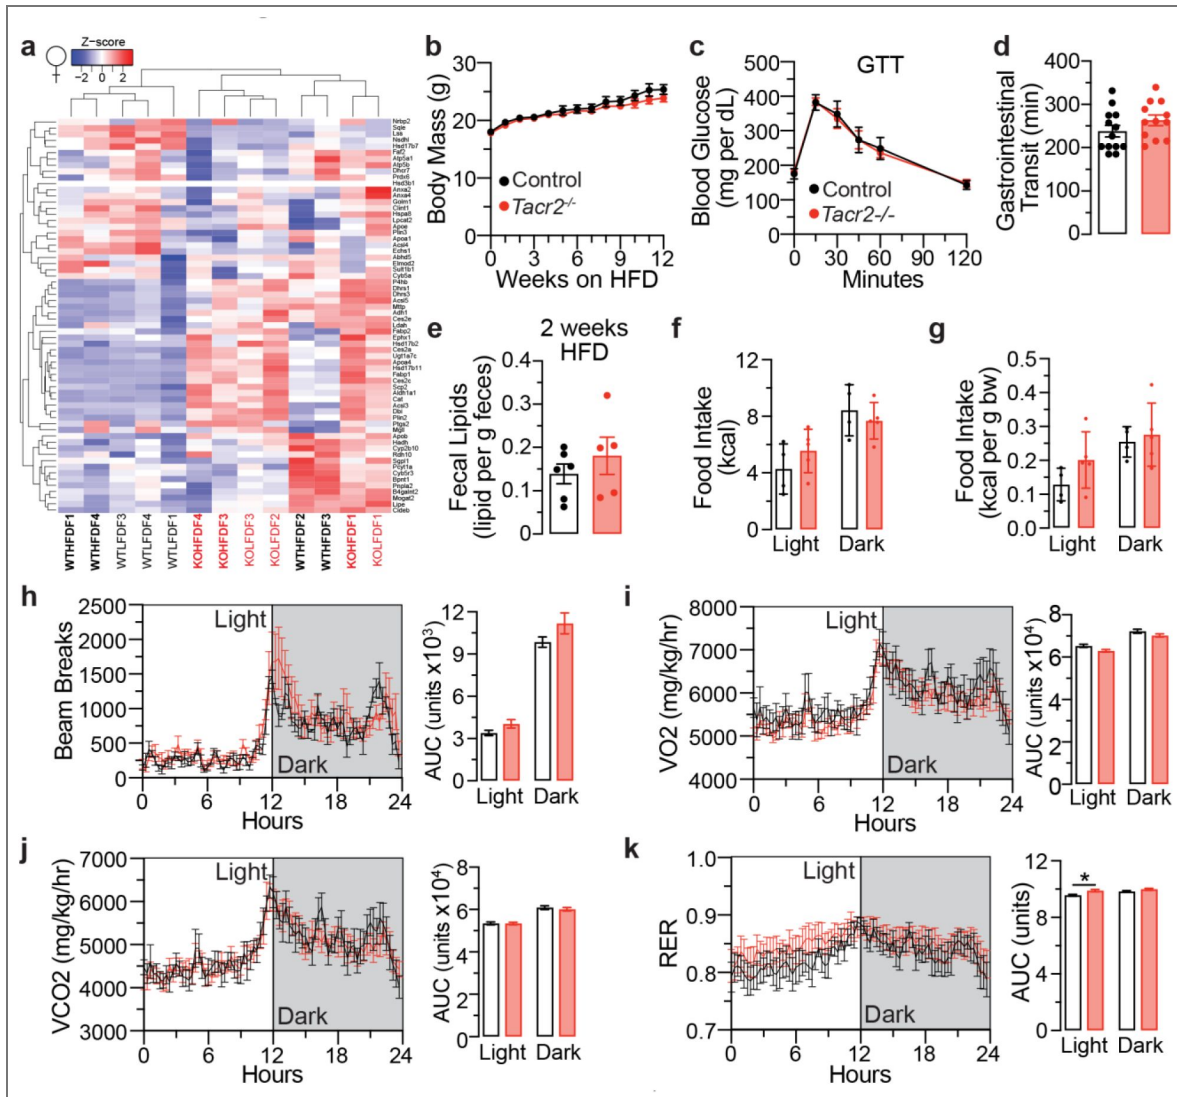 a
♀
Z-score
−2 0 2
Nrbp2
Sqle
Lss
Nsdhl
Hsd17b7
Faf2
Atp5a1
Atp5b
Dhcr7
Prdx6
Hsd3b1
Anxa2
Anxa4
Golm1
Clint1
Hspa8
Lpcat2
Apoe
Plin3
Apoa1
Acsl4
Echs1
Abhd5
Elmod2
Sult1b1
Cyb5a
P4hb
Dhrs1
Dhrs3
Acsl5
Mttp
Adh1
Ces2e
Ldah
Fabp2
Ephx1
Hsd17b2
Ces2a
Ugt1a7c
Apoa4
Hsd17b11
Fabp1
Ces2c
Scp2
Aldh1a1
Cat
Acsl3
Dbi
Plin2
Ptgs2
Mgll
Apob
Hadh
Cyp2b10
Rdh10
Sgpl1
Pcyt1a
Cyb5r3
Bpnt1
Pnpla2
B4galnt2
Mogat2
Lipe
Cideb
WTHFDF1
WTHFDF4
WTLFDF3
WTLFDF4
WTLFDF1
KOHFDF4
KOHFDF3
KOLFDF3
KOLFDF2
WTHFDF2
WTHFDF3
KOHFDF1
KOLFDF1
b
Body Mass (g)
30
20
10
0
Control
Tacr2-/-
0 3 6 9 12
Weeks on HFD
c
GTT
Blood Glucose
(mg per dL)
500
400
300
200
100
0
Control
Tacr2-/-
0 30 60 90 120
Minutes
d
Gastrointestinal
Transit (min)
400
300
200
100
0
e
2 weeks
HFD
Fecal Lipids
(lipid per g feces)
0.4
0.3
0.2
0.1
0
f
Food Intake
(kcal)
12
8
4
0
Light Dark
g
Food Intake
(kcal per g bw)
0.5
0.4
0.3
0.2
0.1
0.0
Light Dark
h
Beam Breaks
2500
2000
1500
1000
500
0
Light
Dark
0 6 12 18 24
Hours
AUC (units x10³)
12
9
6
3
0
Light Dark
i
VO2 (mg/kg/hr)
8000
7000
6000
5000
4000
Light
Dark
0 6 12 18 24
Hours
AUC (units x10⁴)
8
6
4
2
0
Light Dark
j
VCO2 (mg/kg/hr)
7000
6000
5000
4000
3000
Light
Dark
0 6 12 18 24
Hours
AUC (units x10⁴)
8
6
4
2
0
Light Dark
k
RER
1.0
0.9
0.8
0.7
Light
Dark
0 6 12 18 24
Hours
AUC (units)
12
8
4
0
*
Light Dark